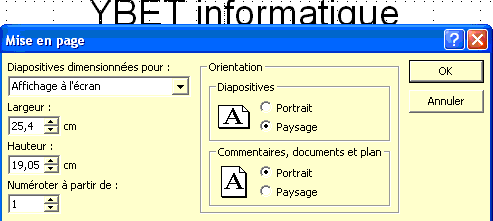 YBET informatique
Mise en page
Diapositives dimensionnées pour :
Affichage à l'écran
Largeur :
25,4 cm
Hauteur :
19,05 cm
Numéroter à partir de :
1
Orientation
Diapositives
A
Portrait
Paysage
Commentaires, documents et plan
A
Portrait
Paysage
OK
Annuler